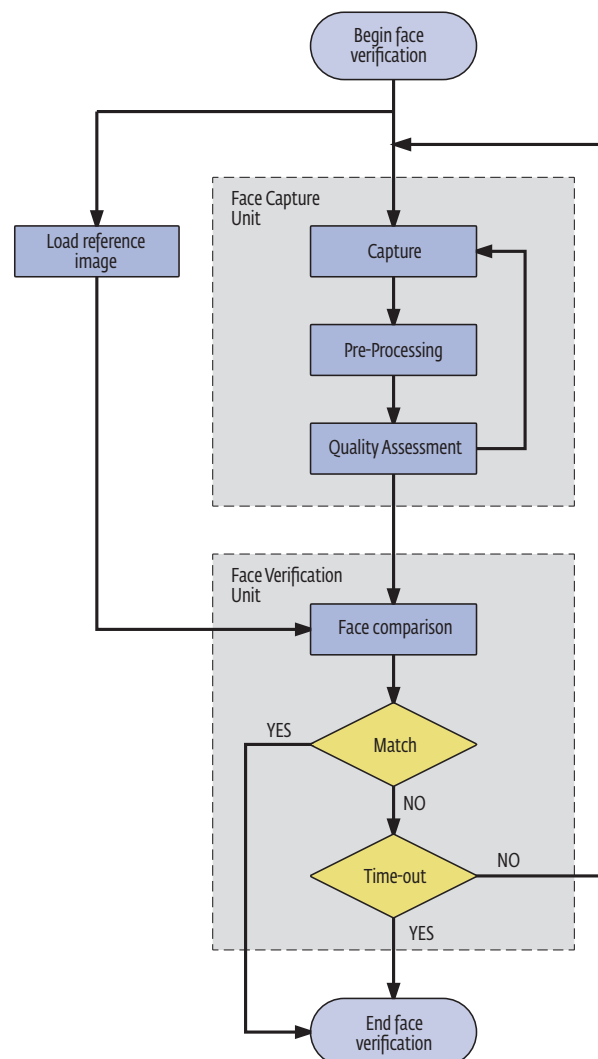 Begin face
verification
Face Capture
Unit
Load reference
image
Capture
Pre-Processing
Quality Assessment
Face Verification
Unit
Face comparison
YES
Match
NO
Time-out
NO
YES
End face
verification